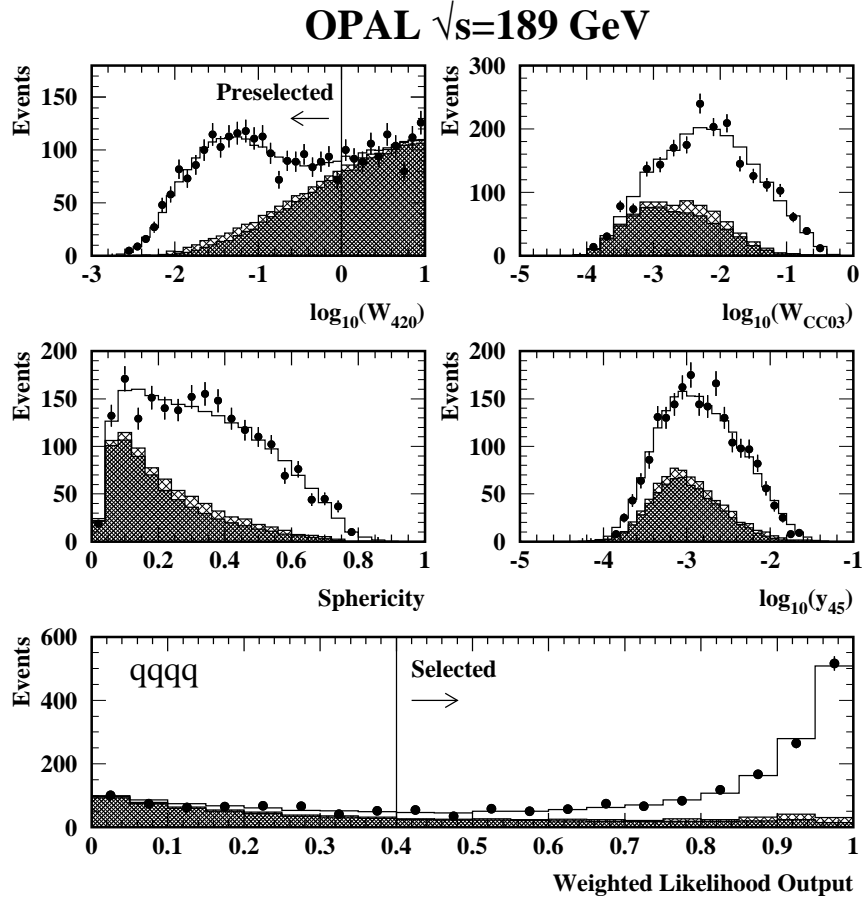 OPAL √s=189 GeV
Events
150
100
50
0
Preselected
-3 -2 -1 0 1
log10(W420)
Events
300
200
100
0
-5 -4 -3 -2 -1 0
log10(WCC03)
Events
200
150
100
50
0
0 0.2 0.4 0.6 0.8 1
Sphericity
Events
200
150
100
50
0
-5 -4 -3 -2 -1
log10(y45)
Events
600
400
200
0
qqqq
Selected
0 0.1 0.2 0.3 0.4 0.5 0.6 0.7 0.8 0.9 1
Weighted Likelihood Output